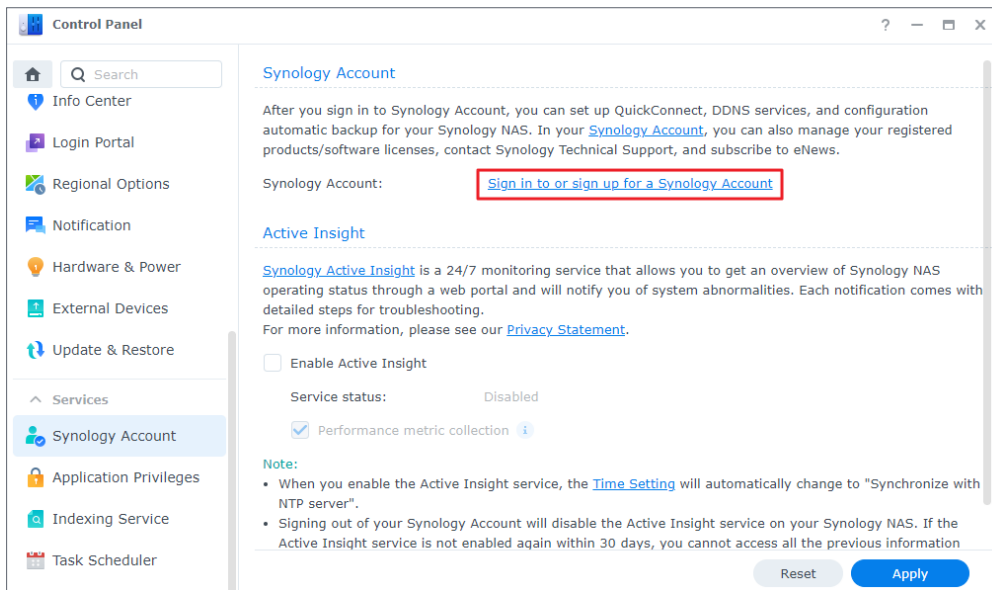 Control Panel
?
Search
Info Center
Login Portal
Regional Options
Notification
Hardware & Power
External Devices
Update & Restore
Services
Synology Account
Application Privileges
Indexing Service
Task Scheduler
Synology Account
After you sign in to Synology Account, you can set up QuickConnect, DDNS services, and configuration
automatic backup for your Synology NAS. In your Synology Account, you can also manage your registered
products/software licenses, contact Synology Technical Support, and subscribe to eNews.
Synology Account: Sign in to or sign up for a Synology Account
Active Insight
Synology Active Insight is a 24/7 monitoring service that allows you to get an overview of Synology NAS
operating status through a web portal and will notify you of system abnormalities. Each notification comes with
detailed steps for troubleshooting.
For more information, please see our Privacy Statement.
Enable Active Insight
Service status: Disabled
Performance metric collection i
Note:
• When you enable the Active Insight service, the Time Setting will automatically change to "Synchronize with
NTP server".
• Signing out of your Synology Account will disable the Active Insight service on your Synology NAS. If the
Active Insight service is not enabled again within 30 days, you cannot access all the previous information
Reset Apply